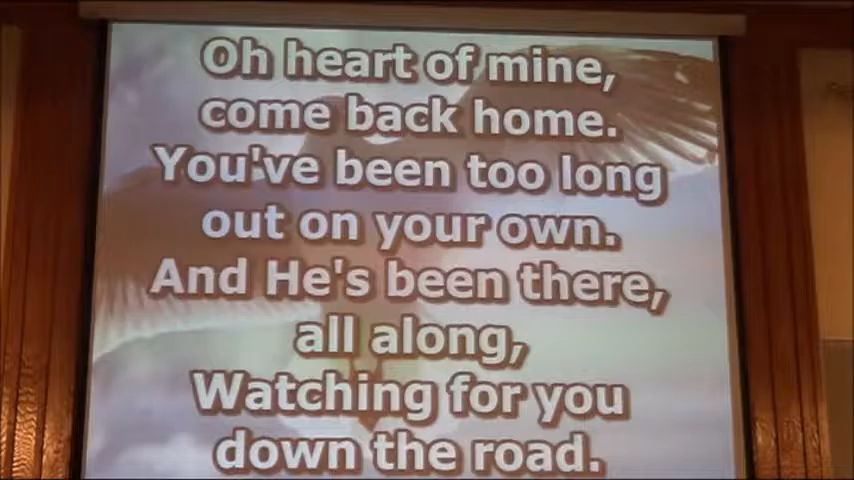 Oh heart of mine,
come back home.
You've been too long
out on your own.
And He's been there,
all along,
Watching for you
down the road.